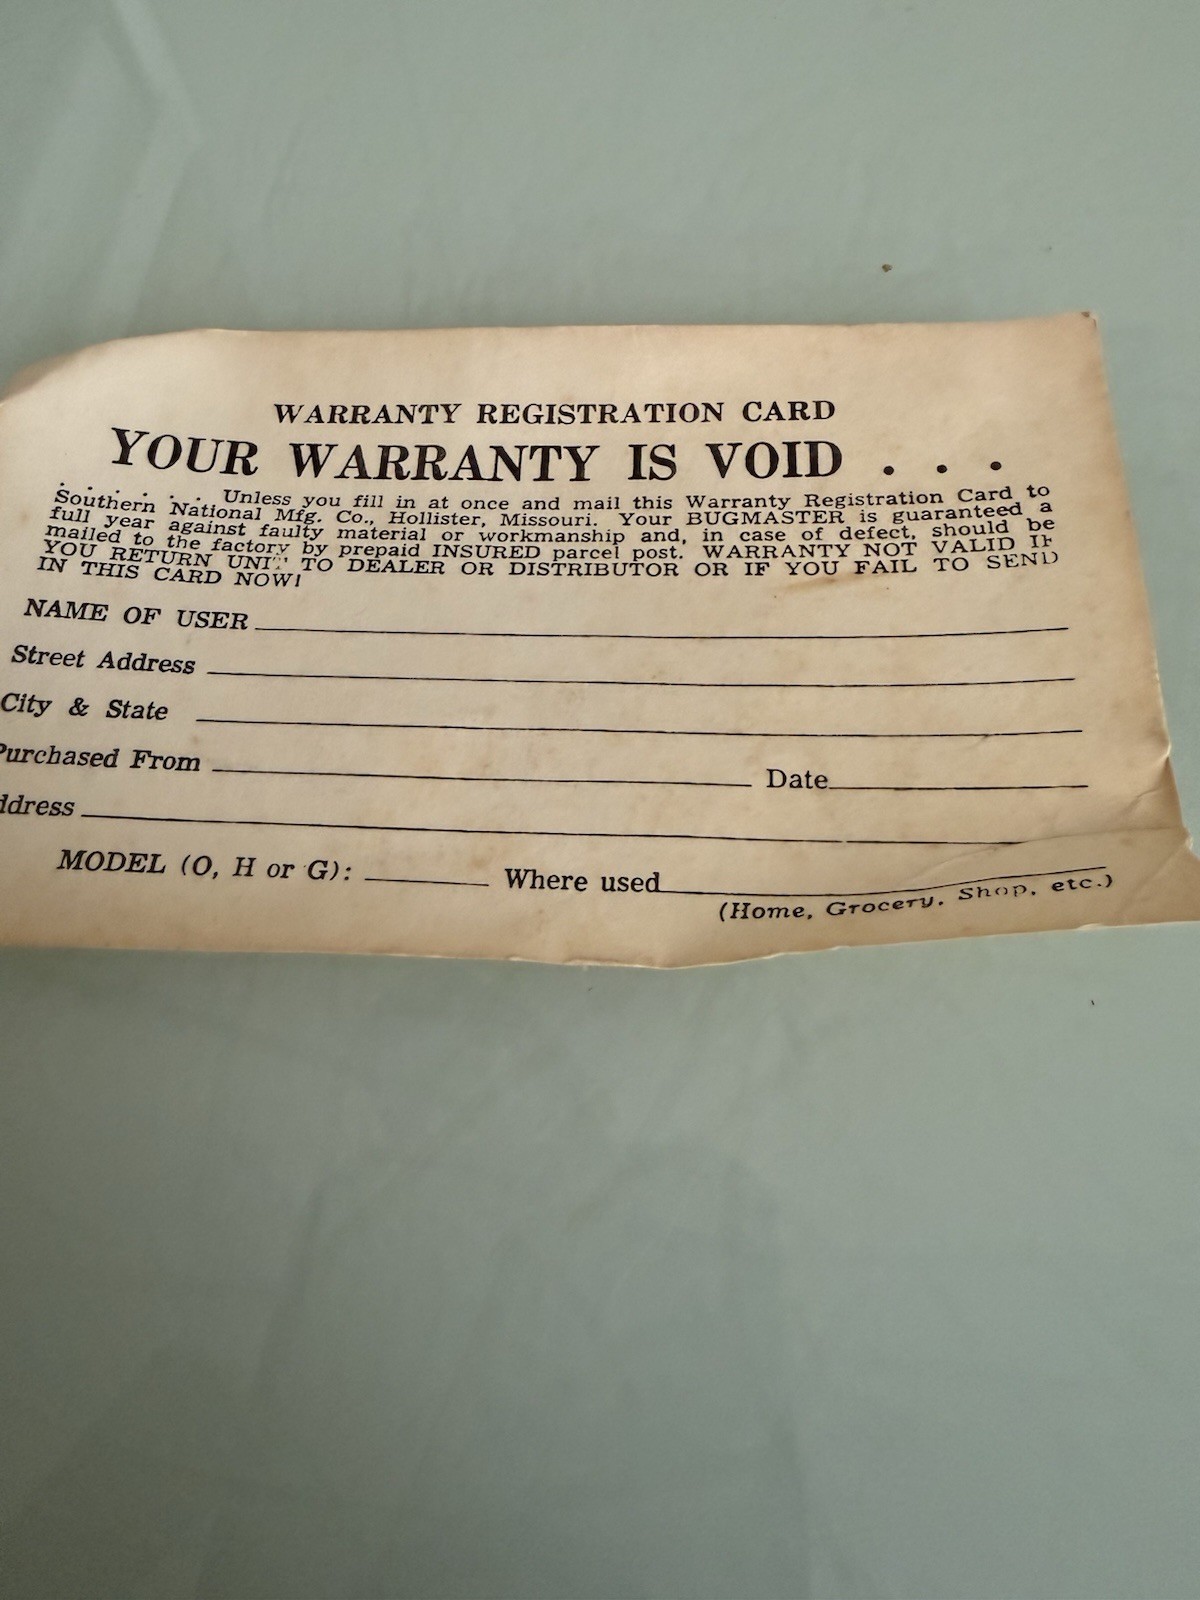 WARRANTY REGISTRATION CARD
YOUR WARRANTY IS VOID . . .
. . . . . . Unless you fill in at once and mail this Warranty Registration Card to
Southern National Mfg. Co., Hollister, Missouri. Your BUGMASTER is guaranteed a
full year against faulty material or workmanship and, in case of defect, should be
mailed to the factory by prepaid INSURED parcel post. WARRANTY NOT VALID IF
YOU RETURN UNIT TO DEALER OR DISTRIBUTOR OR IF YOU FAIL TO SEND
IN THIS CARD NOW!
NAME OF USER
Street Address
City & State
Purchased From Date
ddress
MODEL (O, H or G): Where used
(Home, Grocery, Shop, etc.)